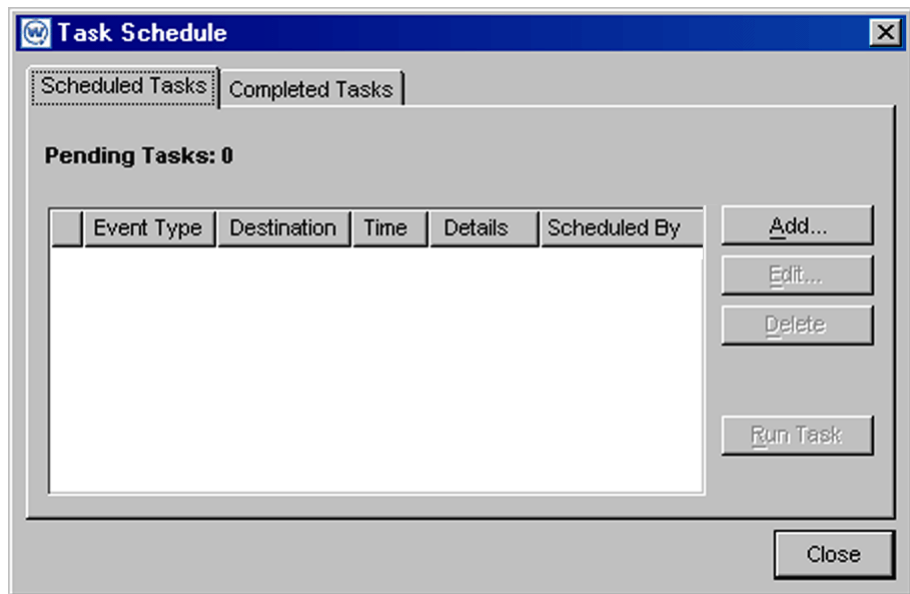 Task Schedule
Scheduled Tasks Completed Tasks
Pending Tasks: 0
Event Type Destination Time Details Scheduled By
Add...
Edit...
Delete
Run Task
Close